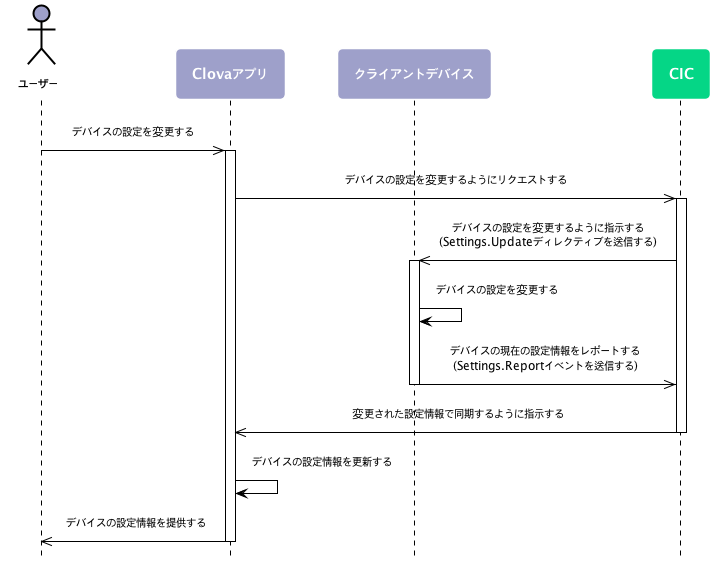 ユーザー
Clovaアプリ
クライアントデバイス
CIC
デバイスの設定を変更する
デバイスの設定を変更するようにリクエストする
デバイスの設定を変更するように指示する
(Settings.Updateディレクティブを送信する)
デバイスの設定を変更する
デバイスの現在の設定情報をレポートする
(Settings.Reportイベントを送信する)
変更された設定情報で同期するように指示する
デバイスの設定情報を更新する
デバイスの設定情報を提供する